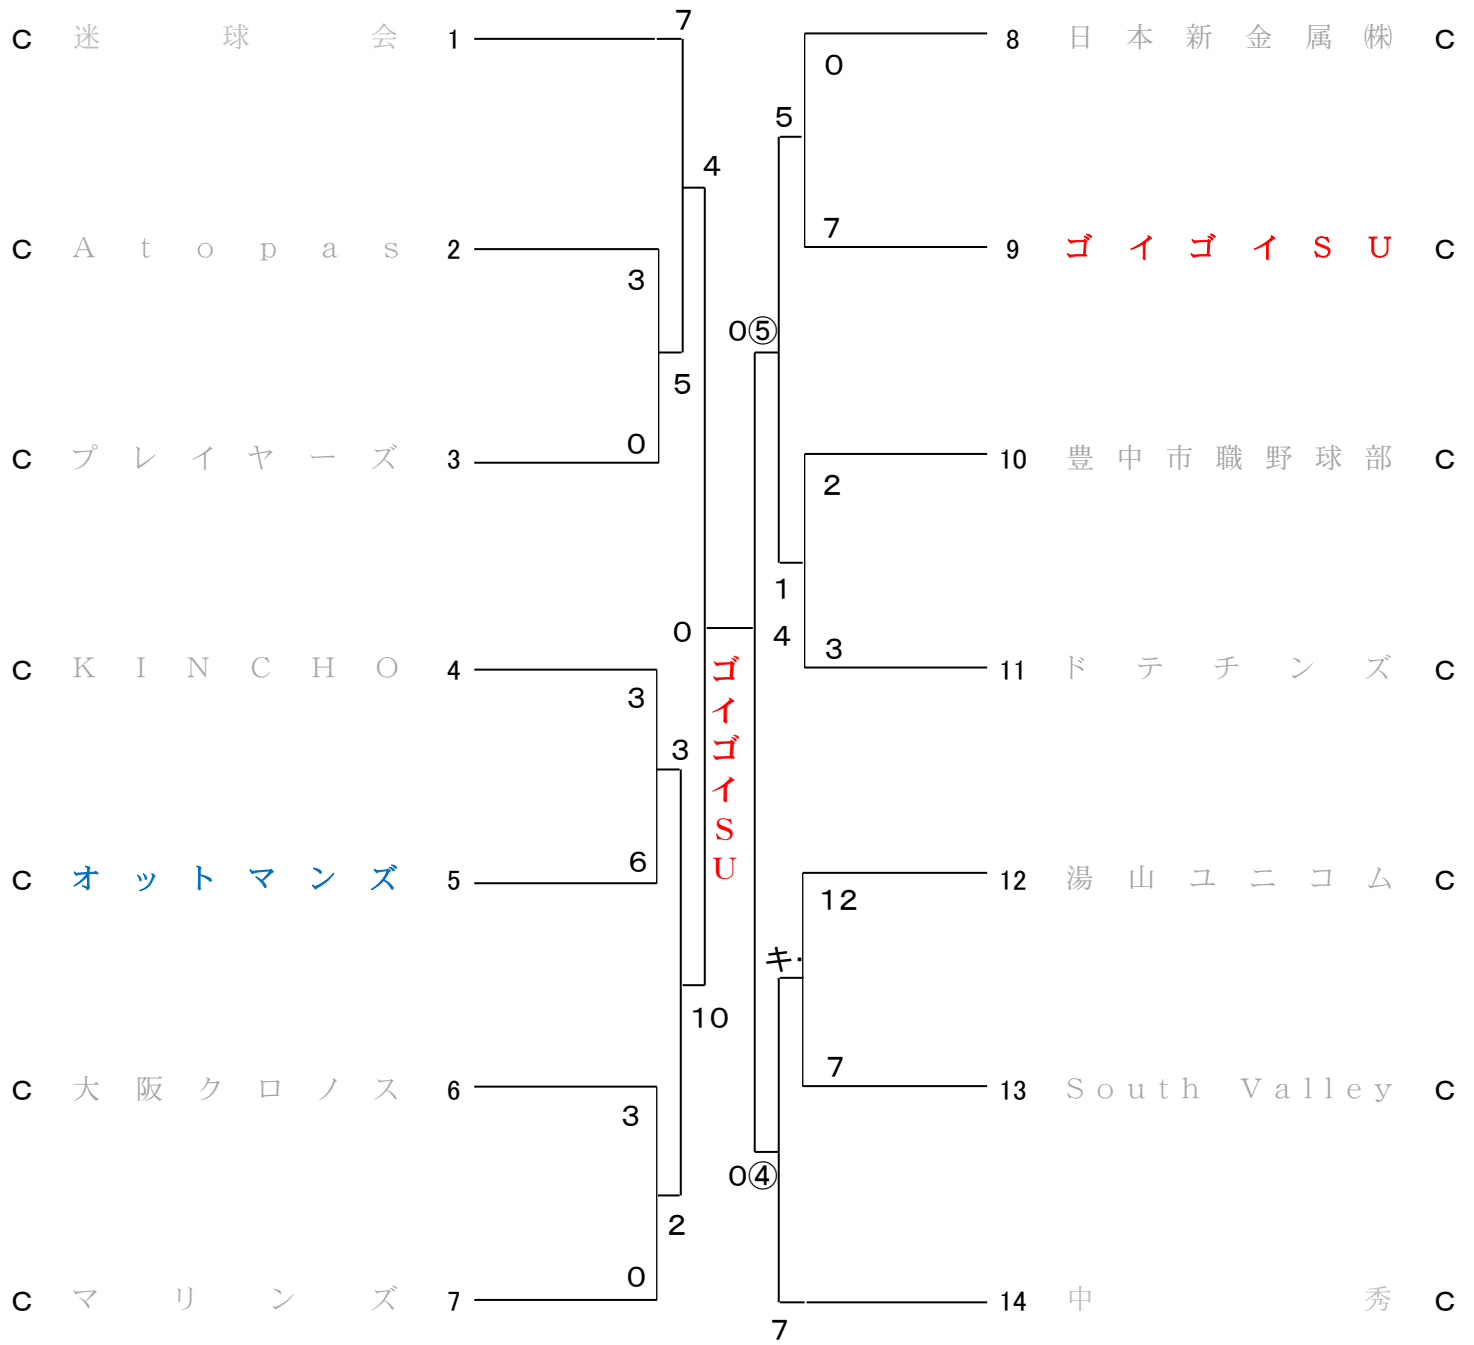 7
C 迷球会 1
8 日本新金属㈱ C
0
5
4
C Atopas 2
7
9 ゴイゴイSU C
3
0⑤
5
0
C プレイヤーズ 3
10 豊中市職野球部 C
2
1
0
4
3
C KINCHO 4
11 ドテチンズ C
3
3
ゴイゴイSU
6
C オットマンズ 5
12 湯山ユニコム C
12
キ.
10
7
C 大阪クロノス 6
13 South Valley C
3
0④
2
0
C マリンズ 7
14 中秀 C
7